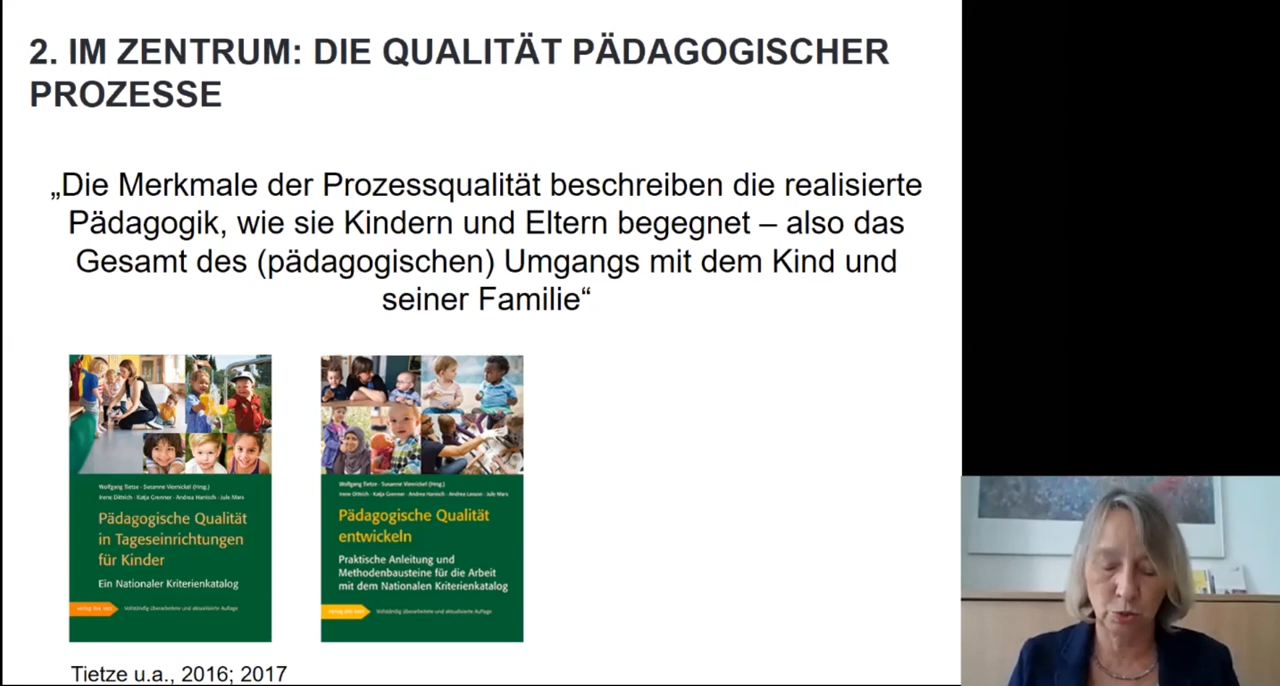 2. IM ZENTRUM: DIE QUALITÄT PÄDAGOGISCHER
PROZESSE
„Die Merkmale der Prozessqualität beschreiben die realisierte
Pädagogik, wie sie Kindern und Eltern begegnet – also das
Gesamt des (pädagogischen) Umgangs mit dem Kind und
seiner Familie“
Wolfgang Tietze · Susanne Viernickel (Hrsg.)
Irene Dittrich · Katja Grenner · Andrea Hanisch · Jule Marx
Pädagogische Qualität
in Tageseinrichtungen
für Kinder
Ein Nationaler Kriterienkatalog
Vollständig überarbeitete und aktualisierte Auflage
Wolfgang Tietze · Susanne Viernickel (Hrsg.)
Irene Dittrich · Katja Grenner · Andrea Hanisch · Andrea Lasson · Jule Marx
Pädagogische Qualität
entwickeln
Praktische Anleitung und
Methodenbausteine für die Arbeit
mit dem Nationalen Kriterienkatalog
Vollständig überarbeitete und aktualisierte Auflage
Tietze u.a., 2016; 2017